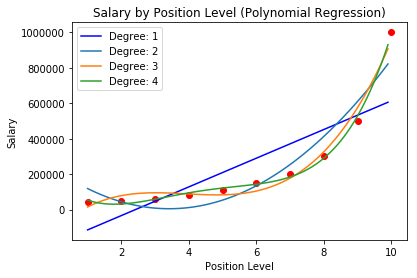 Salary by Position Level (Polynomial Regression)
1000000
800000
600000
400000
200000
0
Salary
Degree: 1
Degree: 2
Degree: 3
Degree: 4
2
4
6
8
10
Position Level